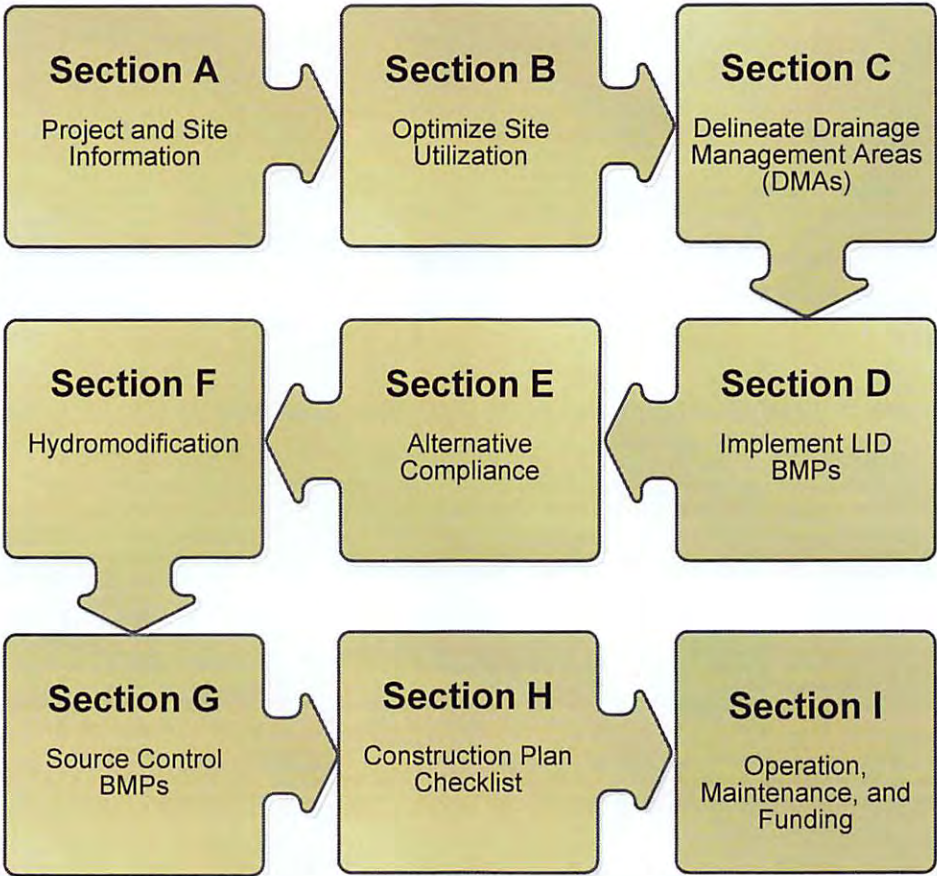 Section A
Project and Site
Information
Section B
Optimize Site
Utilization
Section C
Delineate Drainage
Management Areas
(DMAs)
Section D
Implement LID
BMPs
Section E
Alternative
Compliance
Section F
Hydromodification
Section G
Source Control
BMPs
Section H
Construction Plan
Checklist
Section I
Operation,
Maintenance, and
Funding